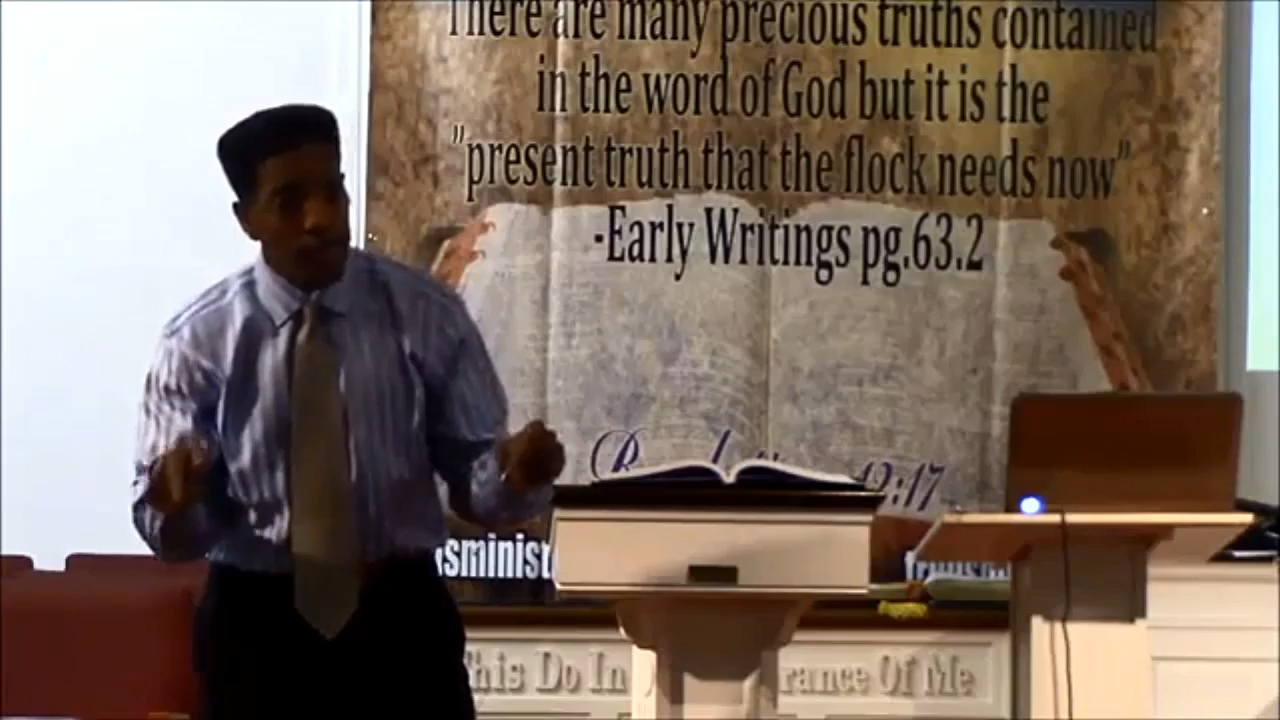 There are many precious truths contained
in the word of God but it is the
"present truth that the flock needs now"
-Early Writings pg.63.2
12:17
This Do In rance Of Me